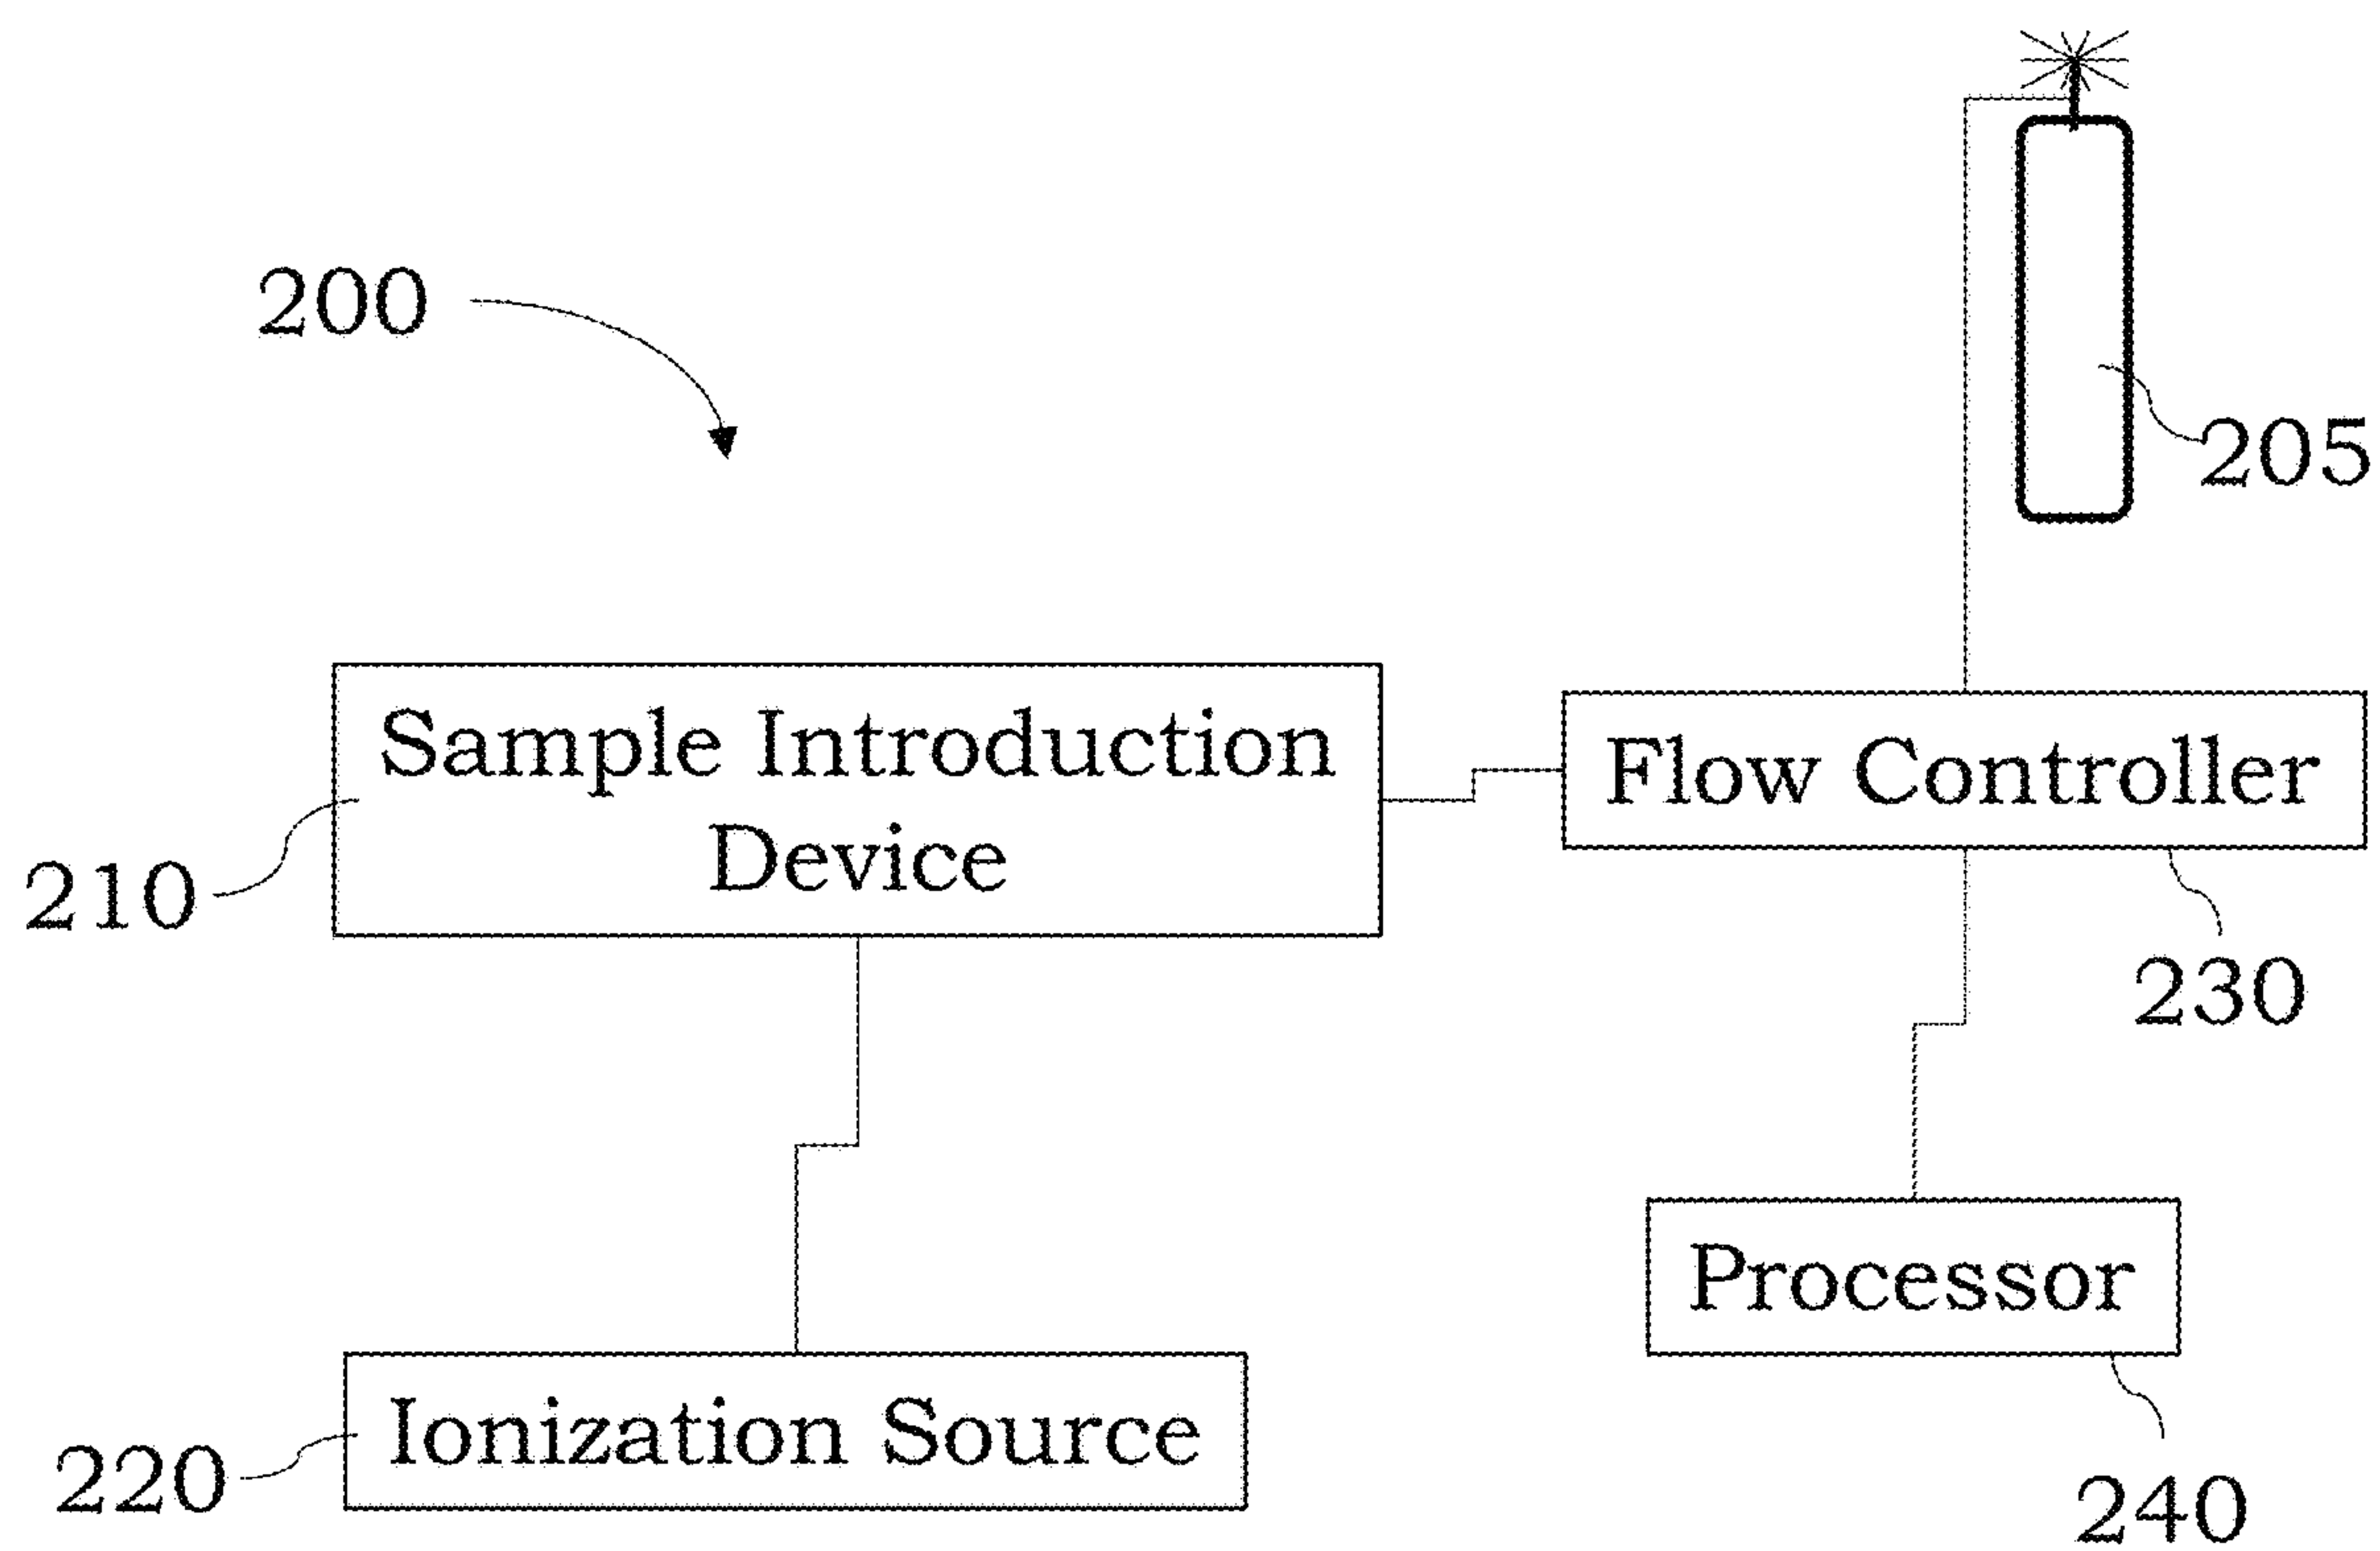 200
205
Sample Introduction
Device
Flow Controller
210
230
Processor
Ionization Source
220
240